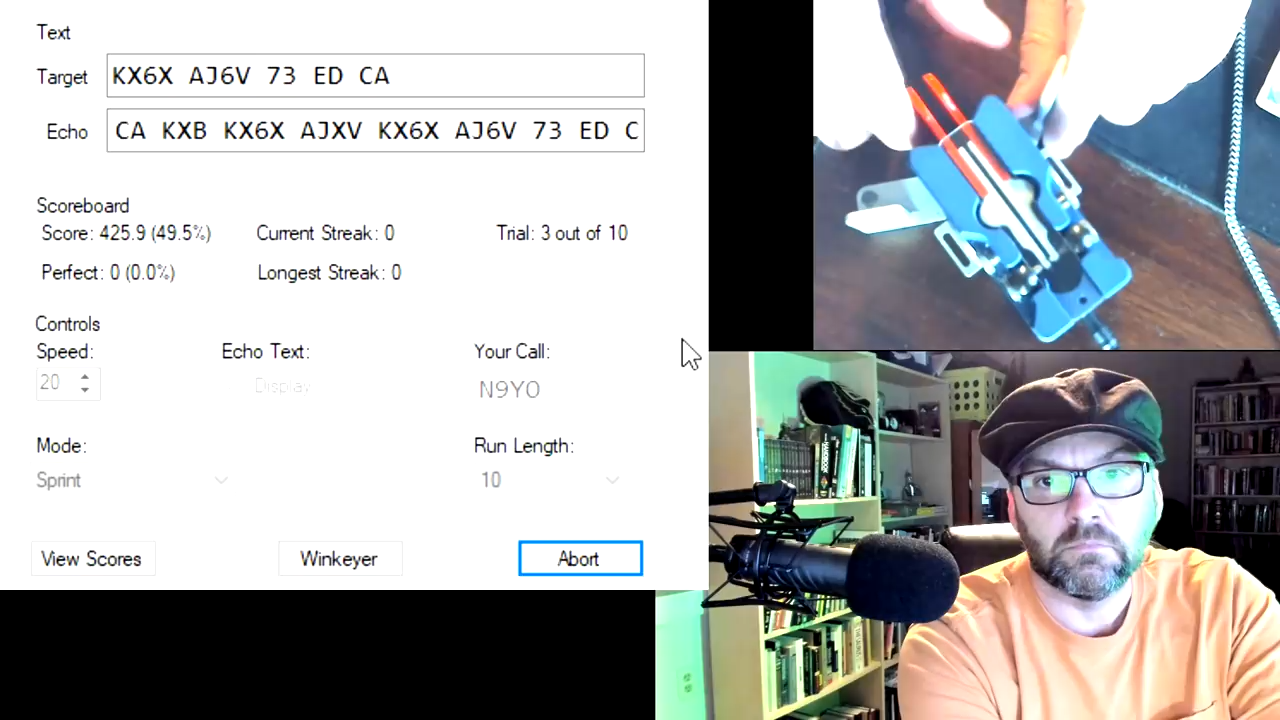 Text
Target KX6X AJ6V 73 ED CA
Echo CA KXB KX6X AJXV KX6X AJ6V 73 ED C
Scoreboard
Score: 425.9 (49.5%) Current Streak: 0 Trial: 3 out of 10
Perfect: 0 (0.0%) Longest Streak: 0
Controls
Speed: Echo Text: Your Call:
20 Display N9YO
Mode: Run Length:
Sprint 10
View Scores Winkeyer Abort